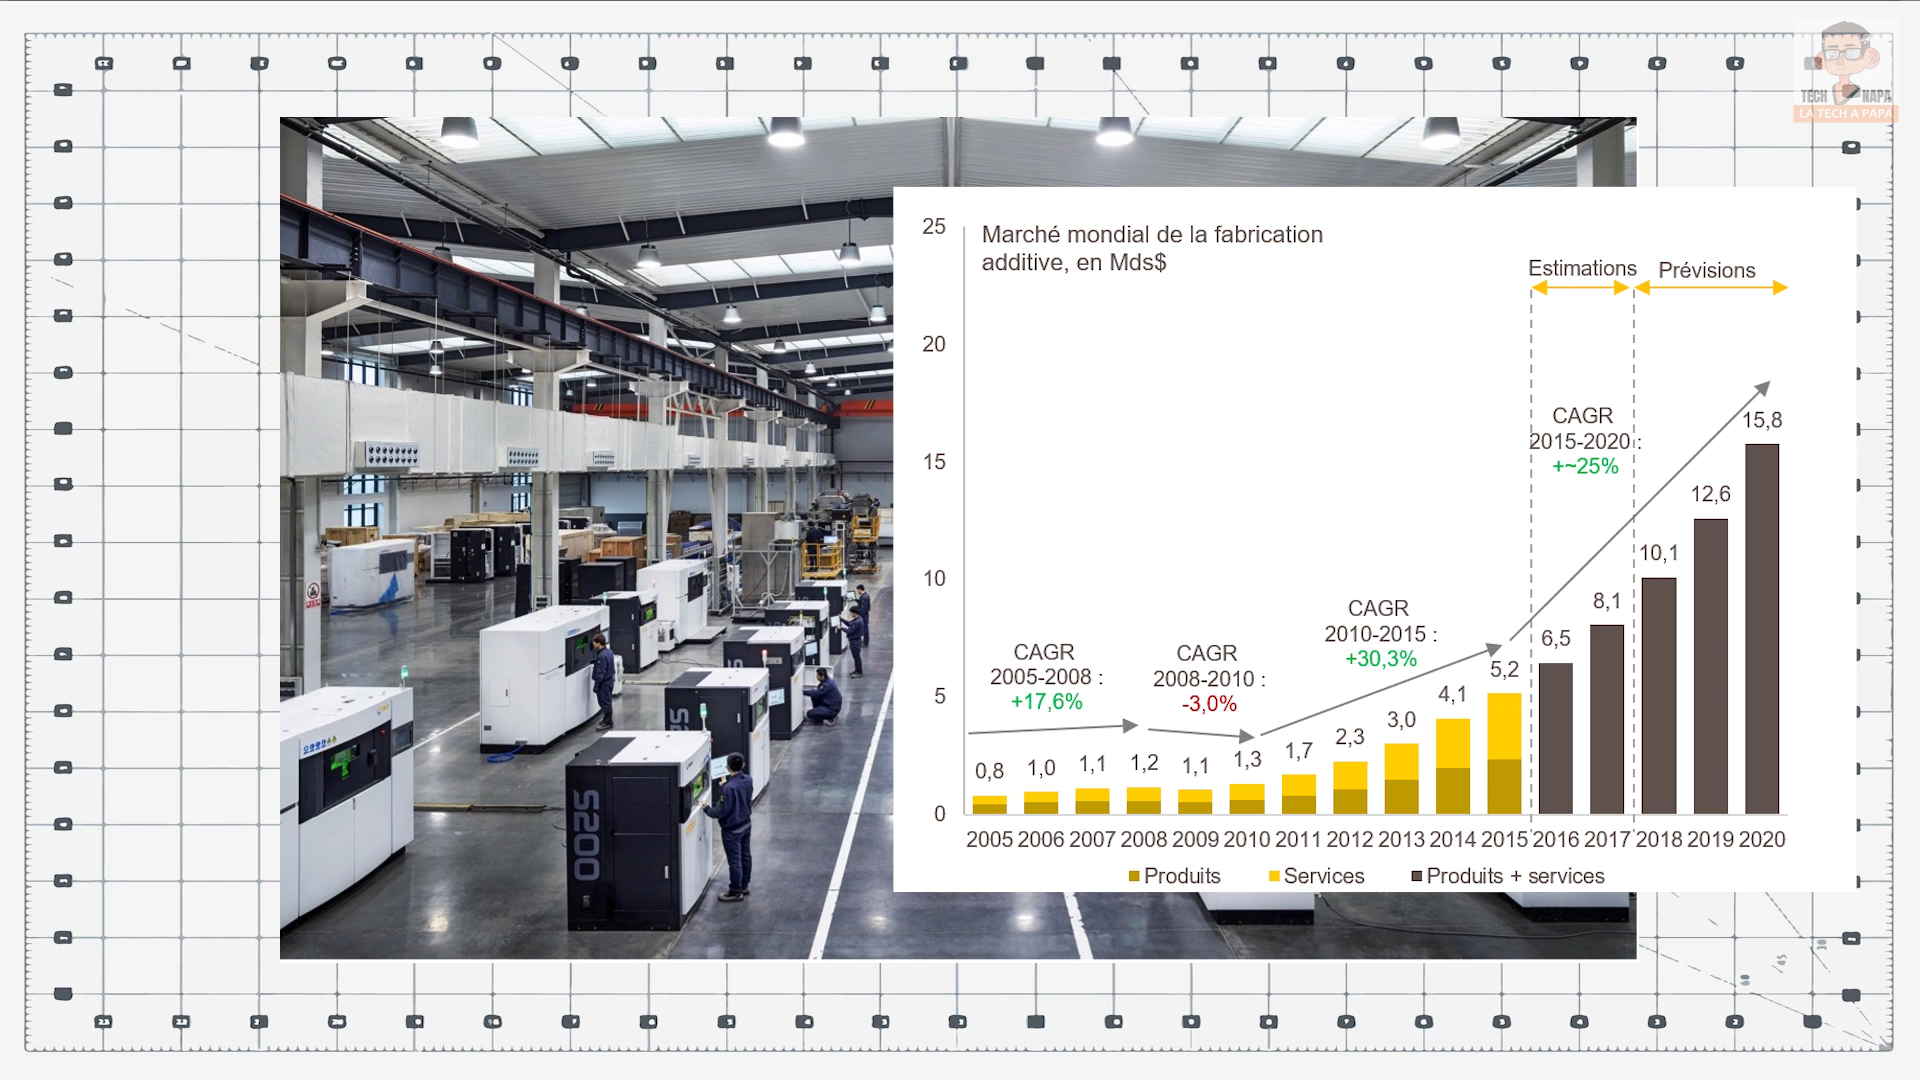 TECH NAPA
LA TECH A PAPA
25
Marché mondial de la fabrication
additive, en Mds$
Estimations
Prévisions
20
CAGR
2015-2020 :
+~25%
15,8
15
12,6
10,1
10
8,1
CAGR
2010-2015 :
+30,3%
6,5
CAGR
2005-2008 :
+17,6%
CAGR
2008-2010 :
-3,0%
5,2
4,1
5
3,0
2,3
1,7
1,3
0,8
1,0
1,1
1,2
1,1
0
2005 2006 2007 2008 2009 2010 2011 2012 2013 2014 2015 2016 2017 2018 2019 2020
Produits Services Produits + services
S200